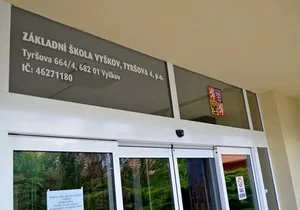 ZÁKLADNÍ ŠKOLA VYŠKOV, TYRŠOVA 4, p.o.
Tyršova 664/4, 682 01 Vyškov
IČ: 46271180